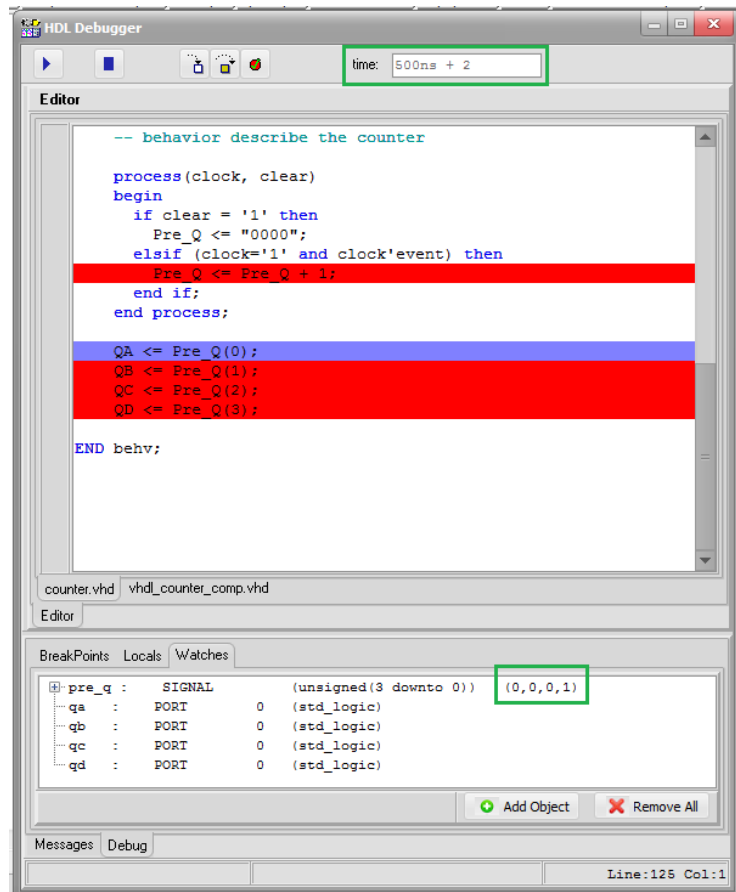 HDL Debugger
time: 500ns + 2
Editor
-- behavior describe the counter
process(clock, clear)
begin
if clear = '1' then
Pre_Q <= "0000";
elsif (clock='1' and clock'event) then
Pre_Q <= Pre_Q + 1;
end if;
end process;
QA <= Pre_Q(0);
QB <= Pre_Q(1);
QC <= Pre_Q(2);
QD <= Pre_Q(3);
END behv;
counter.vhd vhdl_counter_comp.vhd
Editor
BreakPoints Locals Watches
pre_q : SIGNAL (unsigned(3 downto 0)) (0,0,0,1)
qa : PORT 0 (std_logic)
qb : PORT 0 (std_logic)
qc : PORT 0 (std_logic)
qd : PORT 0 (std_logic)
Add Object Remove All
Messages Debug
Line:125 Col:1